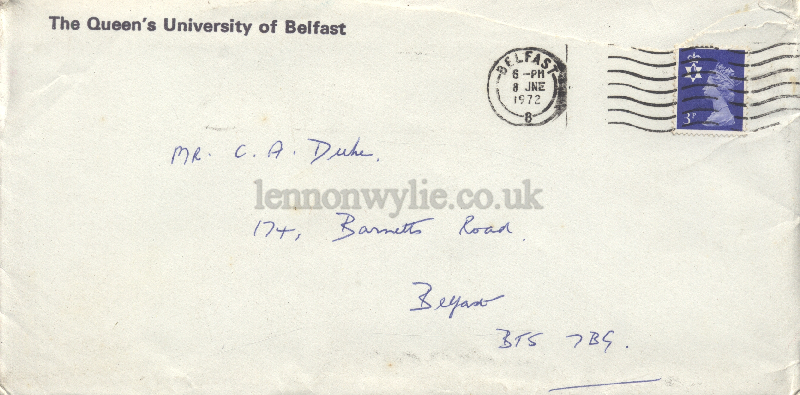 The Queen's University of Belfast
BELFAST
6 -PM
8 JNE
1972
8
3P
MR. C. A. Duke.
lennonwylie.co.uk
174, Barnetts Road.
Belfast
BT5 7BG.